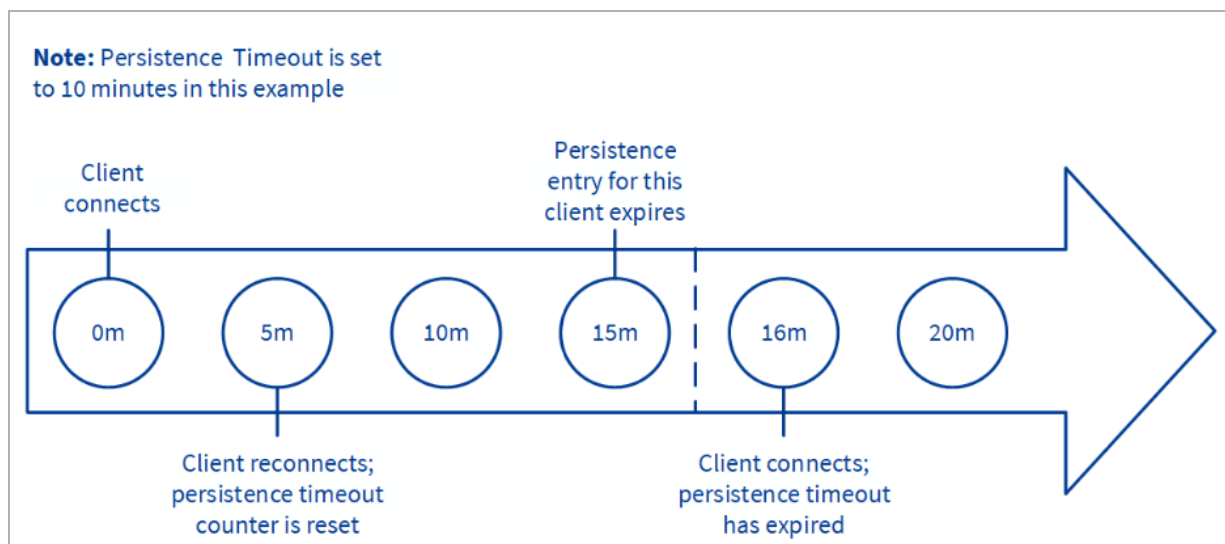 Note: Persistence Timeout is set
to 10 minutes in this example
Client
connects
Persistence
entry for this
client expires
0m
5m
10m
15m
16m
20m
Client reconnects;
persistence timeout
counter is reset
Client connects;
persistence timeout
has expired